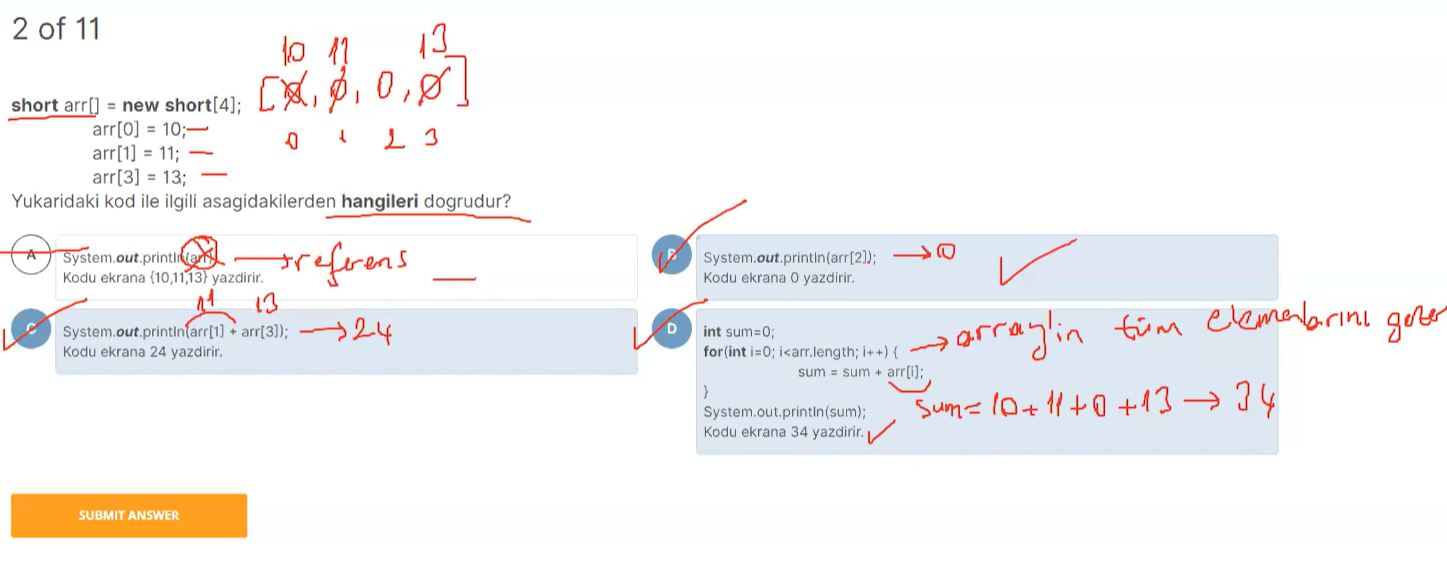 2 of 11
10 11 13
[0, 0, 0, 0]
short arr[] = new short[4];
arr[0] = 10;
0 1 2 3
arr[1] = 11;
arr[3] = 13;
Yukaridaki kod ile ilgili asagidakilerden hangileri dogrudur?
A
System.out.println(arr)
→ referens
Kodu ekrana {10,11,13} yazdirir.
B
System.out.println(arr[2]);
→ 0
Kodu ekrana 0 yazdirir.
11 13
C
System.out.println(arr[1] + arr[3]);
→ 24
Kodu ekrana 24 yazdirir.
D
int sum=0;
for(int i=0; i<arr.length; i++) {
→ array'in tüm elemanlarını
sum = sum + arr[i];
}
System.out.println(sum);
sum= 10+11+0+13 → 34
Kodu ekrana 34 yazdirir.
SUBMIT ANSWER